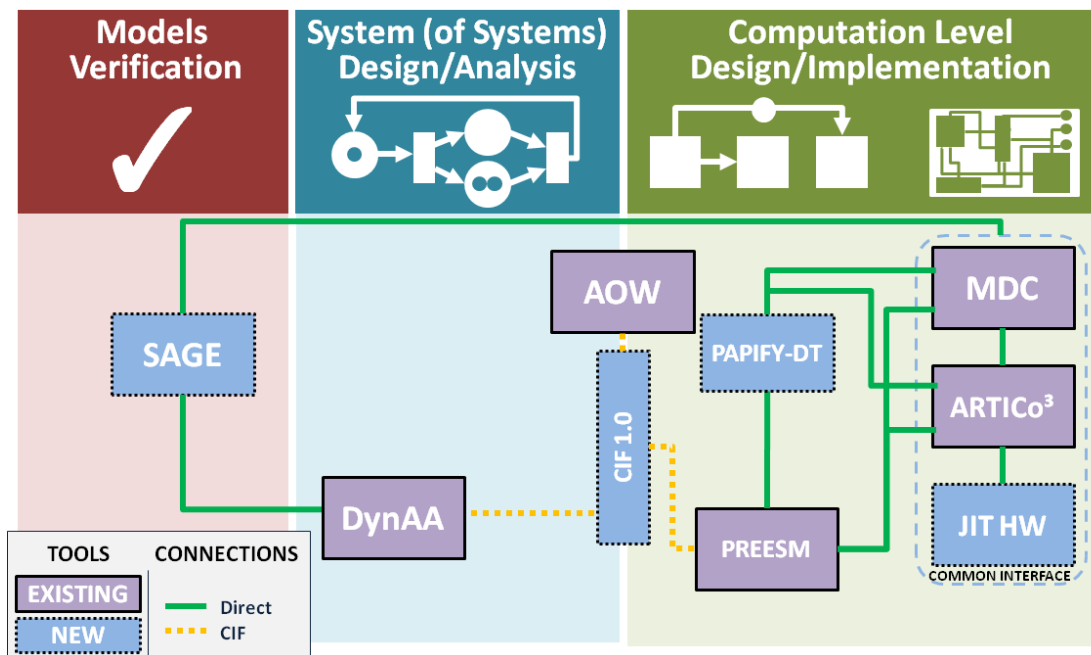 Models
Verification
System (of Systems)
Design/Analysis
Computation Level
Design/Implementation
AOW
MDC
SAGE
PAPIFY-DT
ARTICo³
CIF 1.0
DynAA
PREESM
JIT HW
COMMON INTERFACE
TOOLS
CONNECTIONS
EXISTING
NEW
Direct
CIF